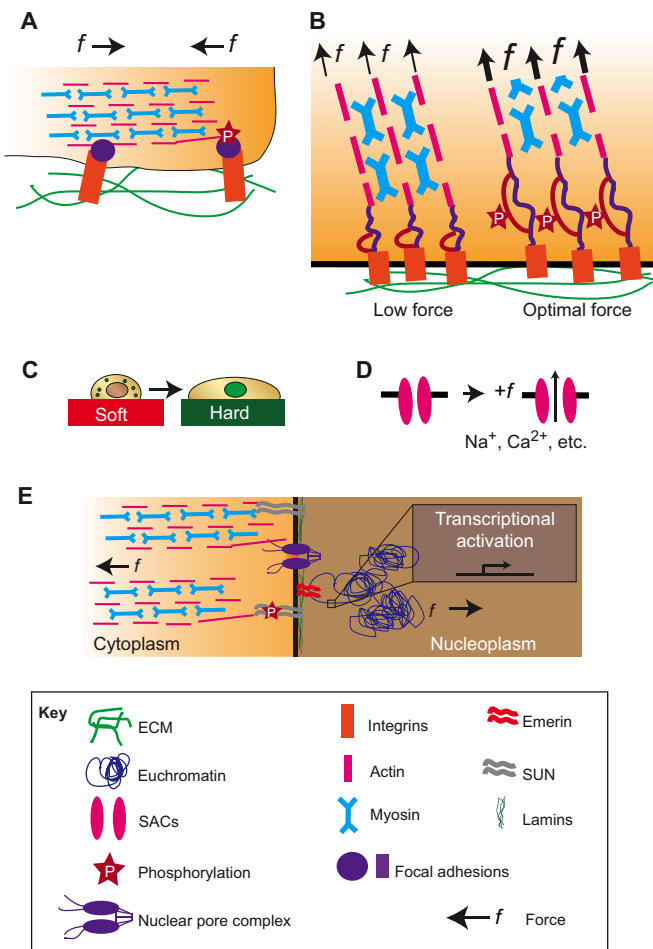 A
f
f
P
B
f
f
f
f
f
f
P
P
P
Low force
Optimal force
C
Soft
Hard
D
+f
Na+, Ca2+, etc.
E
Transcriptional
activation
f
P
f
Cytoplasm
Nucleoplasm
Key
ECM
Integrins
Emerin
Euchromatin
Actin
SUN
SACs
Myosin
Lamins
P
Phosphorylation
Focal adhesions
Nuclear pore complex
f
Force